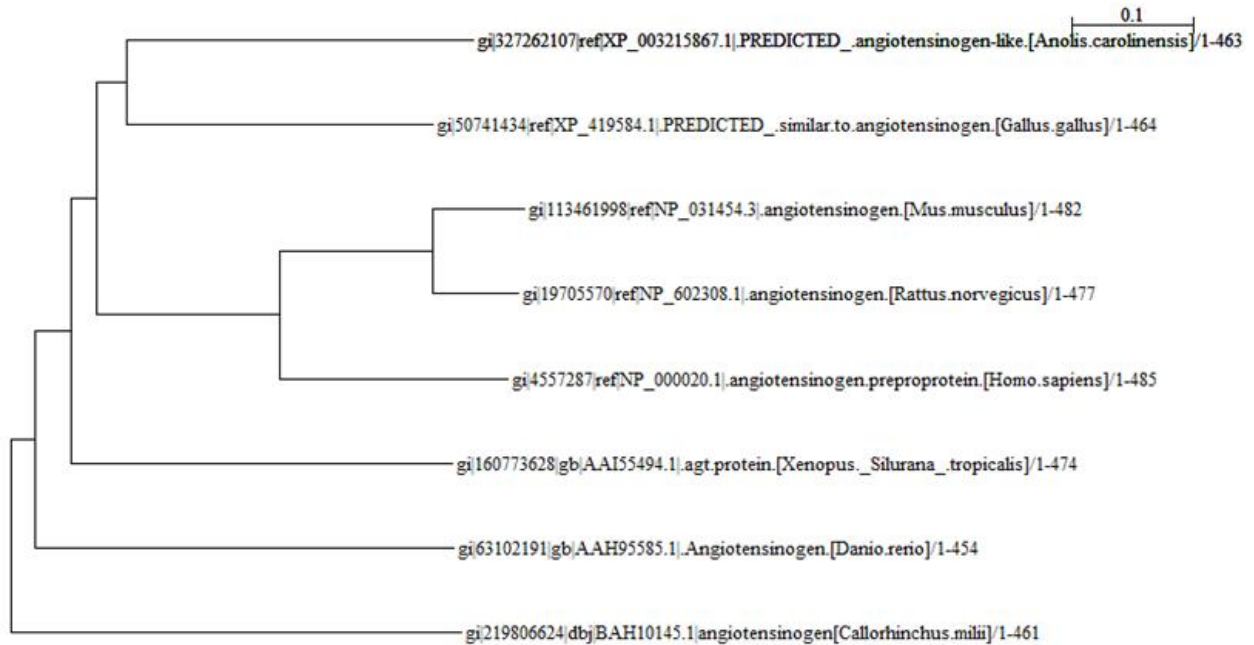 0.1
gi|327262107|ref|XP_003215867.1|.PREDICTED_.angiotensinogen-like.[Anolis.carolinensis]/1-463
gi|50741434|ref|XP_419584.1|.PREDICTED_.similar.to.angiotensinogen.[Gallus.gallus]/1-464
gi|113461998|ref|NP_031454.3|.angiotensinogen.[Mus.musculus]/1-482
gi|19705570|ref|NP_602308.1|.angiotensinogen.[Rattus.norvegicus]/1-477
gi|4557287|ref|NP_000020.1|.angiotensinogen.preproprotein.[Homo.sapiens]/1-485
gi|160773628|gb|AAI55494.1|.agt.protein.[Xenopus._Silurana_.tropicalis]/1-474
gi|63102191|gb|AAH95585.1|.Angiotensinogen.[Danio.rerio]/1-454
gi|219806624|dbj|BAH10145.1|angiotensinogen[Callorhinchus.milii]/1-461